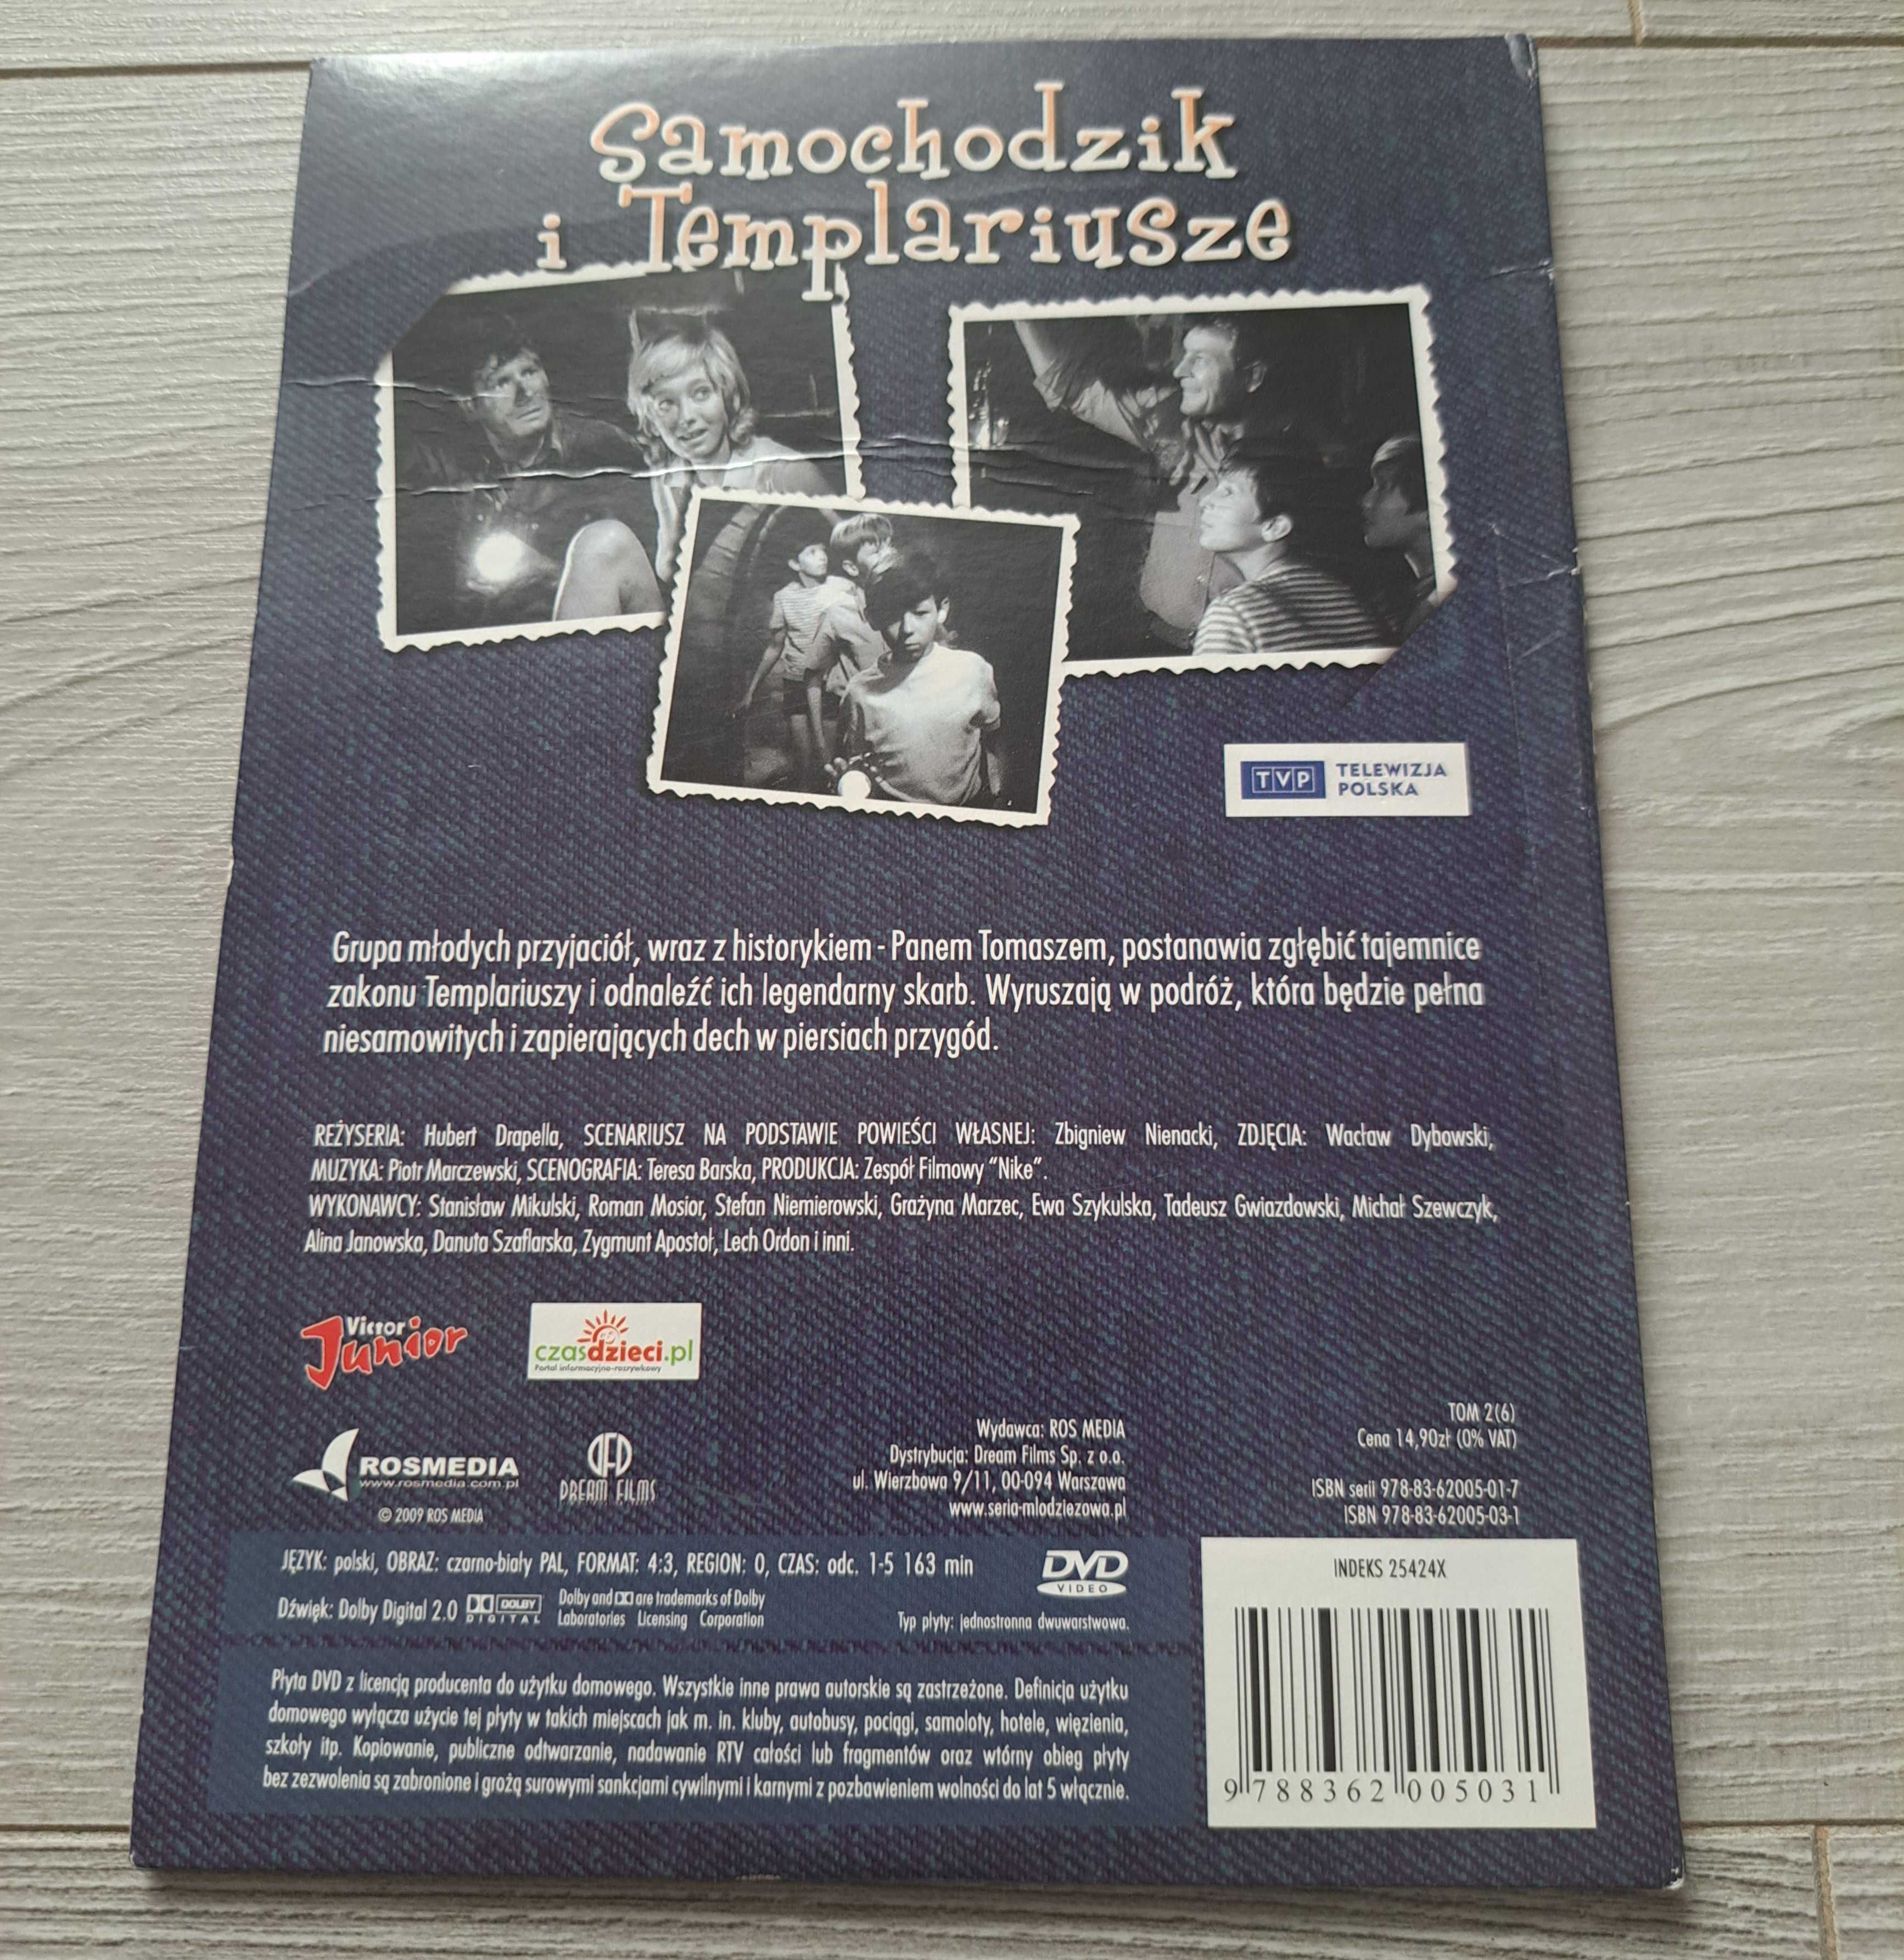 Samochodzik
i Templariusze
TVP TELEWIZJA
POLSKA
Grupa młodych przyjaciół, wraz z historykiem - Panem Tomaszem, postanawia zgłębić tajemnice
zakonu Templariuszy i odnaleźć ich legendarny skarb. Wyruszają w podróż, która będzie pełna
niesamowitych i zapierających dech w piersiach przygód.
REŻYSERIA: Hubert Drapella, SCENARIUSZ NA PODSTAWIE POWIEŚCI WŁASNEJ: Zbigniew Nienacki, ZDJĘCIA: Wacław Dybowski,
MUZYKA: Piotr Marczewski, SCENOGRAFIA: Teresa Barska, PRODUKCJA: Zespół Filmowy "Nike".
WYKONAWCY: Stanisław Mikulski, Roman Mosior, Stefan Niemierowski, Grażyna Marzec, Ewa Szykulska, Tadeusz Gwiazdowski, Michał Szewczyk,
Alina Janowska, Danuta Szaflarska, Zygmunt Apostoł, Lech Ordon i inni.
Victor
Junior
czasdzieci.pl
Portal informacyjno-rozrywkowy
ROSMEDIA
www.rosmedia.com.pl
© 2009 ROS MEDIA
DFD
DREAM FILMS
Wydawca: ROS MEDIA
Dystrybucja: Dream Films Sp. z o.o.
ul. Wierzbowa 9/11, 00-094 Warszawa
www.seria-mlodziezowa.pl
TOM 2(6)
Cena 14,90zł (0% VAT)
ISBN serii 978-83-62005-01-7
ISBN 978-83-62005-03-1
JĘZYK: polski, OBRAZ: czarno-biały PAL, FORMAT: 4:3, REGION: 0, CZAS: odc. 1-5 163 min
Dźwięk: Dolby Digital 2.0 DOLBY DIGITAL
Dolby and are trademarks of Dolby
Laboratories Licensing Corporation
DVD
VIDEO
Typ płyty: jednostronna dwuwarstwowa.
Płyta DVD z licencją producenta do użytku domowego. Wszystkie inne prawa autorskie są zastrzeżone. Definicja użytku
domowego wyłącza użycie tej płyty w takich miejscach jak m. in. kluby, autobusy, pociągi, samoloty, hotele, więzienia,
szkoły itp. Kopiowanie, publiczne odtwarzanie, nadawanie RTV całości lub fragmentów oraz wtórny obieg płyty
bez zezwolenia są zabronione i grożą surowymi sankcjami cywilnymi i karnymi z pozbawieniem wolności do lat 5 włącznie.
INDEKS 25424X
9 788362 005031